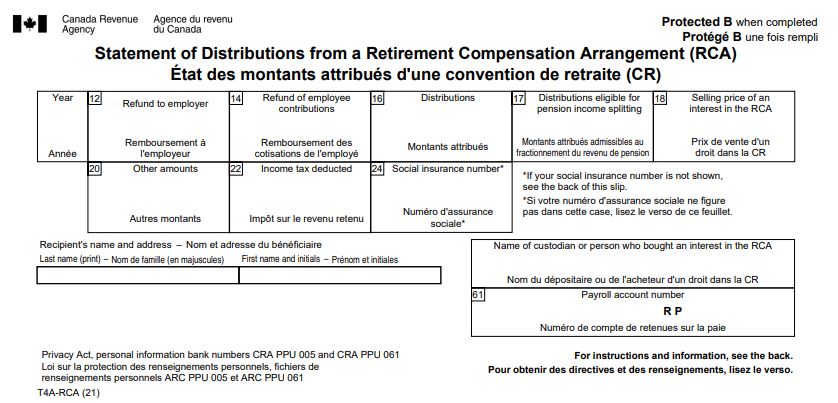 Canada Revenue Agency
Agence du revenu du Canada
Protected B when completed
Protégé B une fois rempli
Statement of Distributions from a Retirement Compensation Arrangement (RCA)
État des montants attribués d'une convention de retraite (CR)
Year
Année
12 Refund to employer
Remboursement à
l'employeur
14 Refund of employee
contributions
Remboursement des
cotisations de l'employé
16 Distributions
Montants attribués
17 Distributions eligible for
pension income splitting
Montants attribués admissibles au
fractionnement du revenu de pension
18 Selling price of an
interest in the RCA
Prix de vente d'un
droit dans la CR
20 Other amounts
Autres montants
22 Income tax deducted
Impôt sur le revenu retenu
24 Social insurance number*
Numéro d'assurance
sociale*
*If your social insurance number is not shown,
see the back of this slip.
*Si votre numéro d'assurance sociale ne figure
pas dans cette case, lisez le verso de ce feuillet.
Recipient's name and address – Nom et adresse du bénéficiaire
Last name (print) – Nom de famille (en majuscules)
First name and initials – Prénom et initiales
Name of custodian or person who bought an interest in the RCA
Nom du dépositaire ou de l'acheteur d'un droit dans la CR
61 Payroll account number
R P
Numéro de compte de retenues sur la paie
Privacy Act, personal information bank numbers CRA PPU 005 and CRA PPU 061
Loi sur la protection des renseignements personnels, fichiers de
renseignements personnels ARC PPU 005 et ARC PPU 061
T4A-RCA (21)
For instructions and information, see the back.
Pour obtenir des directives et des renseignements, lisez le verso.